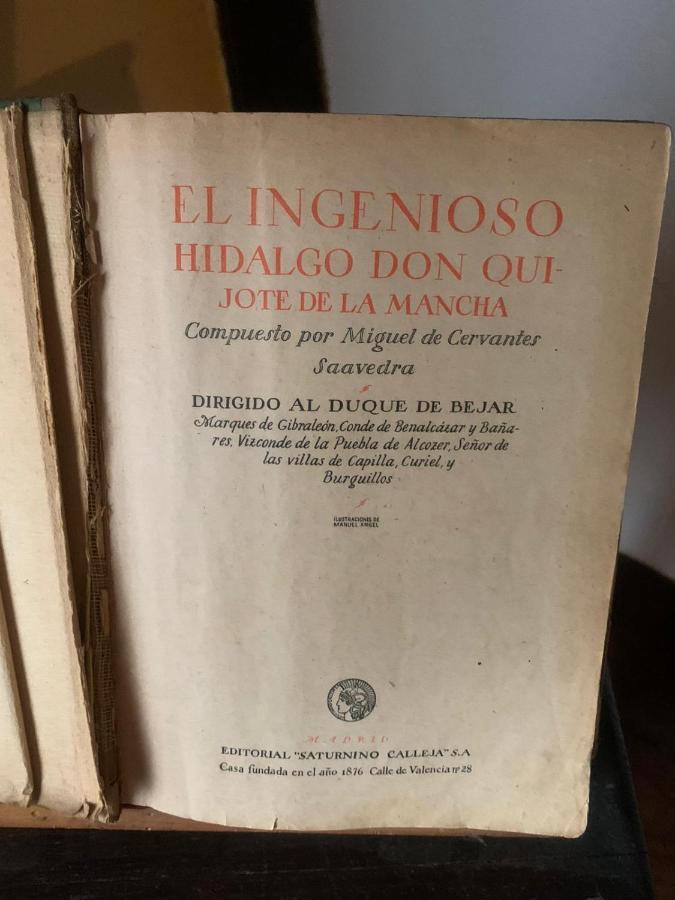 EL INGENIOSO
HIDALGO DON QUI-
JOTE DE LA MANCHA
Compuesto por Miguel de Cervantes
Saavedra
DIRIGIDO AL DUQUE DE BEJAR
Marques de Gibraleón, Conde de Benalcázar y Baña-
res, Vizconde de la Puebla de Alcozer, Señor de
las villas de Capilla, Curiel, y
Burguillos
ILUSTRACIONES DE
MANUEL ANGEL
MADRID
EDITORIAL "SATURNINO CALLEJA" S.A
Casa fundada en el año 1876 Calle de Valencia nº 28